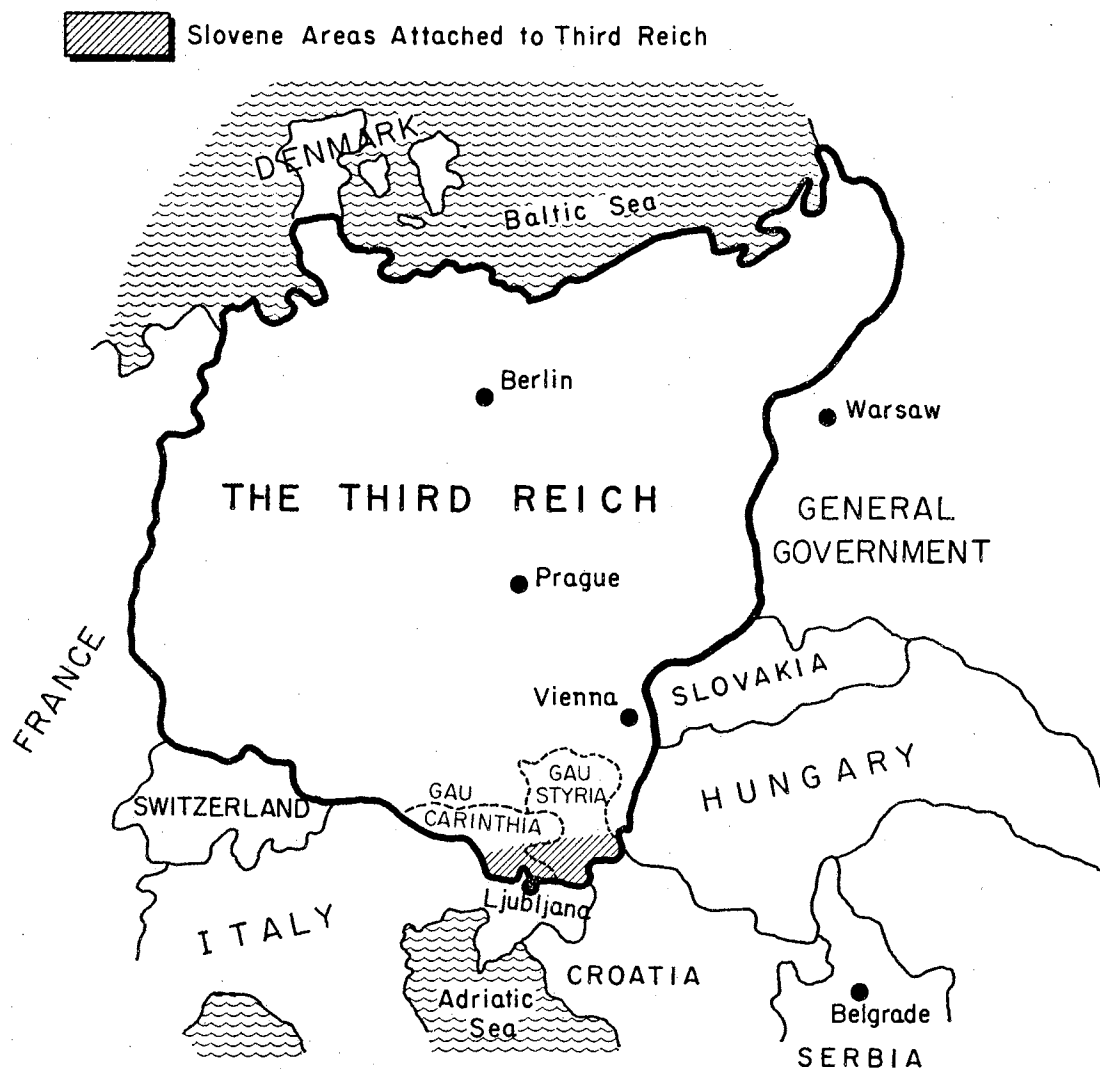 Slovene Areas Attached to Third Reich
DENMARK
Baltic Sea
Berlin
Warsaw
THE THIRD REICH
GENERAL
GOVERNMENT
Prague
FRANCE
SLOVAKIA
Vienna
HUNGARY
GAU
STYRIA
GAU
CARINTHIA
SWITZERLAND
Ljubljana
ITALY
CROATIA
Adriatic
Sea
Belgrade
SERBIA